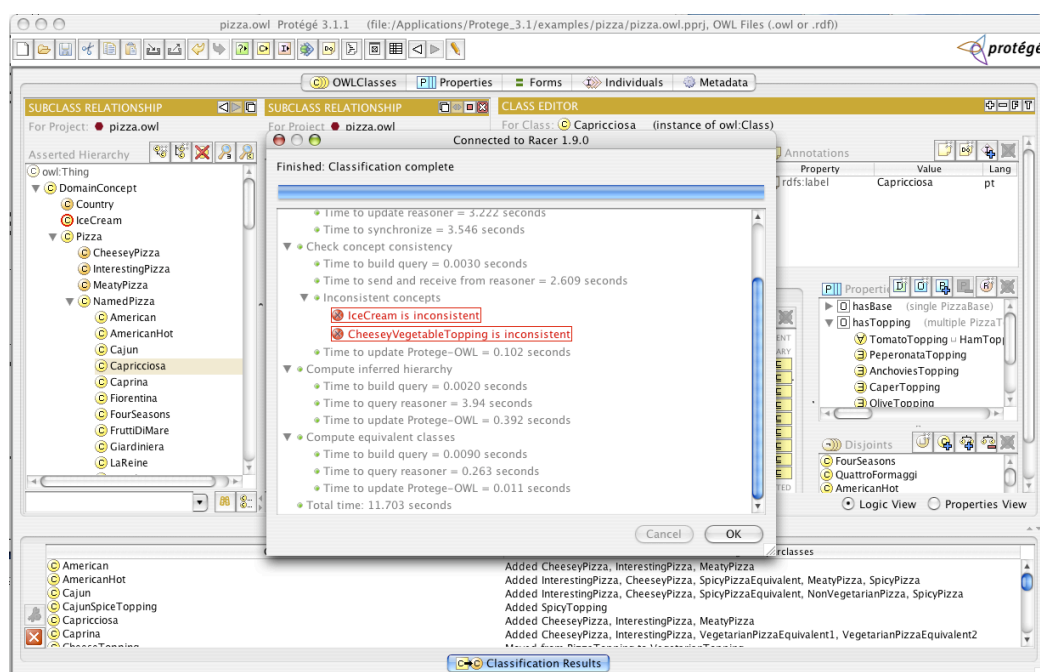 pizza.owl Protégé 3.1.1 (file:/Applications/Protege_3.1/examples/pizza/pizza.owl.pprj, OWL Files (.owl or .rdf))
protégé
OWLClasses Properties Forms Individuals Metadata
SUBCLASS RELATIONSHIP
For Project: pizza.owl
Asserted Hierarchy
owl:Thing
DomainConcept
Country
IceCream
Pizza
CheeseyPizza
InterestingPizza
MeatyPizza
NamedPizza
American
AmericanHot
Cajun
Capricciosa
Caprina
Fiorentina
FourSeasons
FruttiDiMare
Giardiniera
LaReine
SUBCLASS RELATIONSHIP
For Project pizza.owl
CLASS EDITOR
For Class: Capricciosa (instance of owl:Class)
Connected to Racer 1.9.0
Finished: Classification complete
Time to update reasoner = 3.222 seconds
Time to synchronize = 3.546 seconds
Check concept consistency
Time to build query = 0.0030 seconds
Time to send and receive from reasoner = 2.609 seconds
Inconsistent concepts
IceCream is inconsistent
CheeseyVegetableTopping is inconsistent
Time to update Protege-OWL = 0.102 seconds
Compute inferred hierarchy
Time to build query = 0.0020 seconds
Time to query reasoner = 3.94 seconds
Time to update Protege-OWL = 0.392 seconds
Compute equivalent classes
Time to build query = 0.0090 seconds
Time to query reasoner = 0.263 seconds
Time to update Protege-OWL = 0.011 seconds
Total time: 11.703 seconds
Cancel OK
Annotations
Property Value Lang
rdfs:label Capricciosa pt
hasBase (single PizzaBase)
hasTopping (multiple PizzaT
TomatoTopping ⊔ HamTopp
PeperonataTopping
AnchoviesTopping
CaperTopping
OliveTopping
Disjoints
FourSeasons
QuattroFormaggi
AmericanHot
Logic View Properties View
American Added CheeseyPizza, InterestingPizza, MeatyPizza
AmericanHot Added InterestingPizza, CheeseyPizza, SpicyPizzaEquivalent, MeatyPizza, SpicyPizza
Cajun Added InterestingPizza, CheeseyPizza, SpicyPizzaEquivalent, NonVegetarianPizza, SpicyPizza
CajunSpiceTopping Added SpicyTopping
Capricciosa Added CheeseyPizza, InterestingPizza, MeatyPizza
Caprina Added CheeseyPizza, InterestingPizza, VegetarianPizzaEquivalent1, VegetarianPizzaEquivalent2
CheeseTopping Moved from PizzaTopping to VegetarianTopping
Classification Results